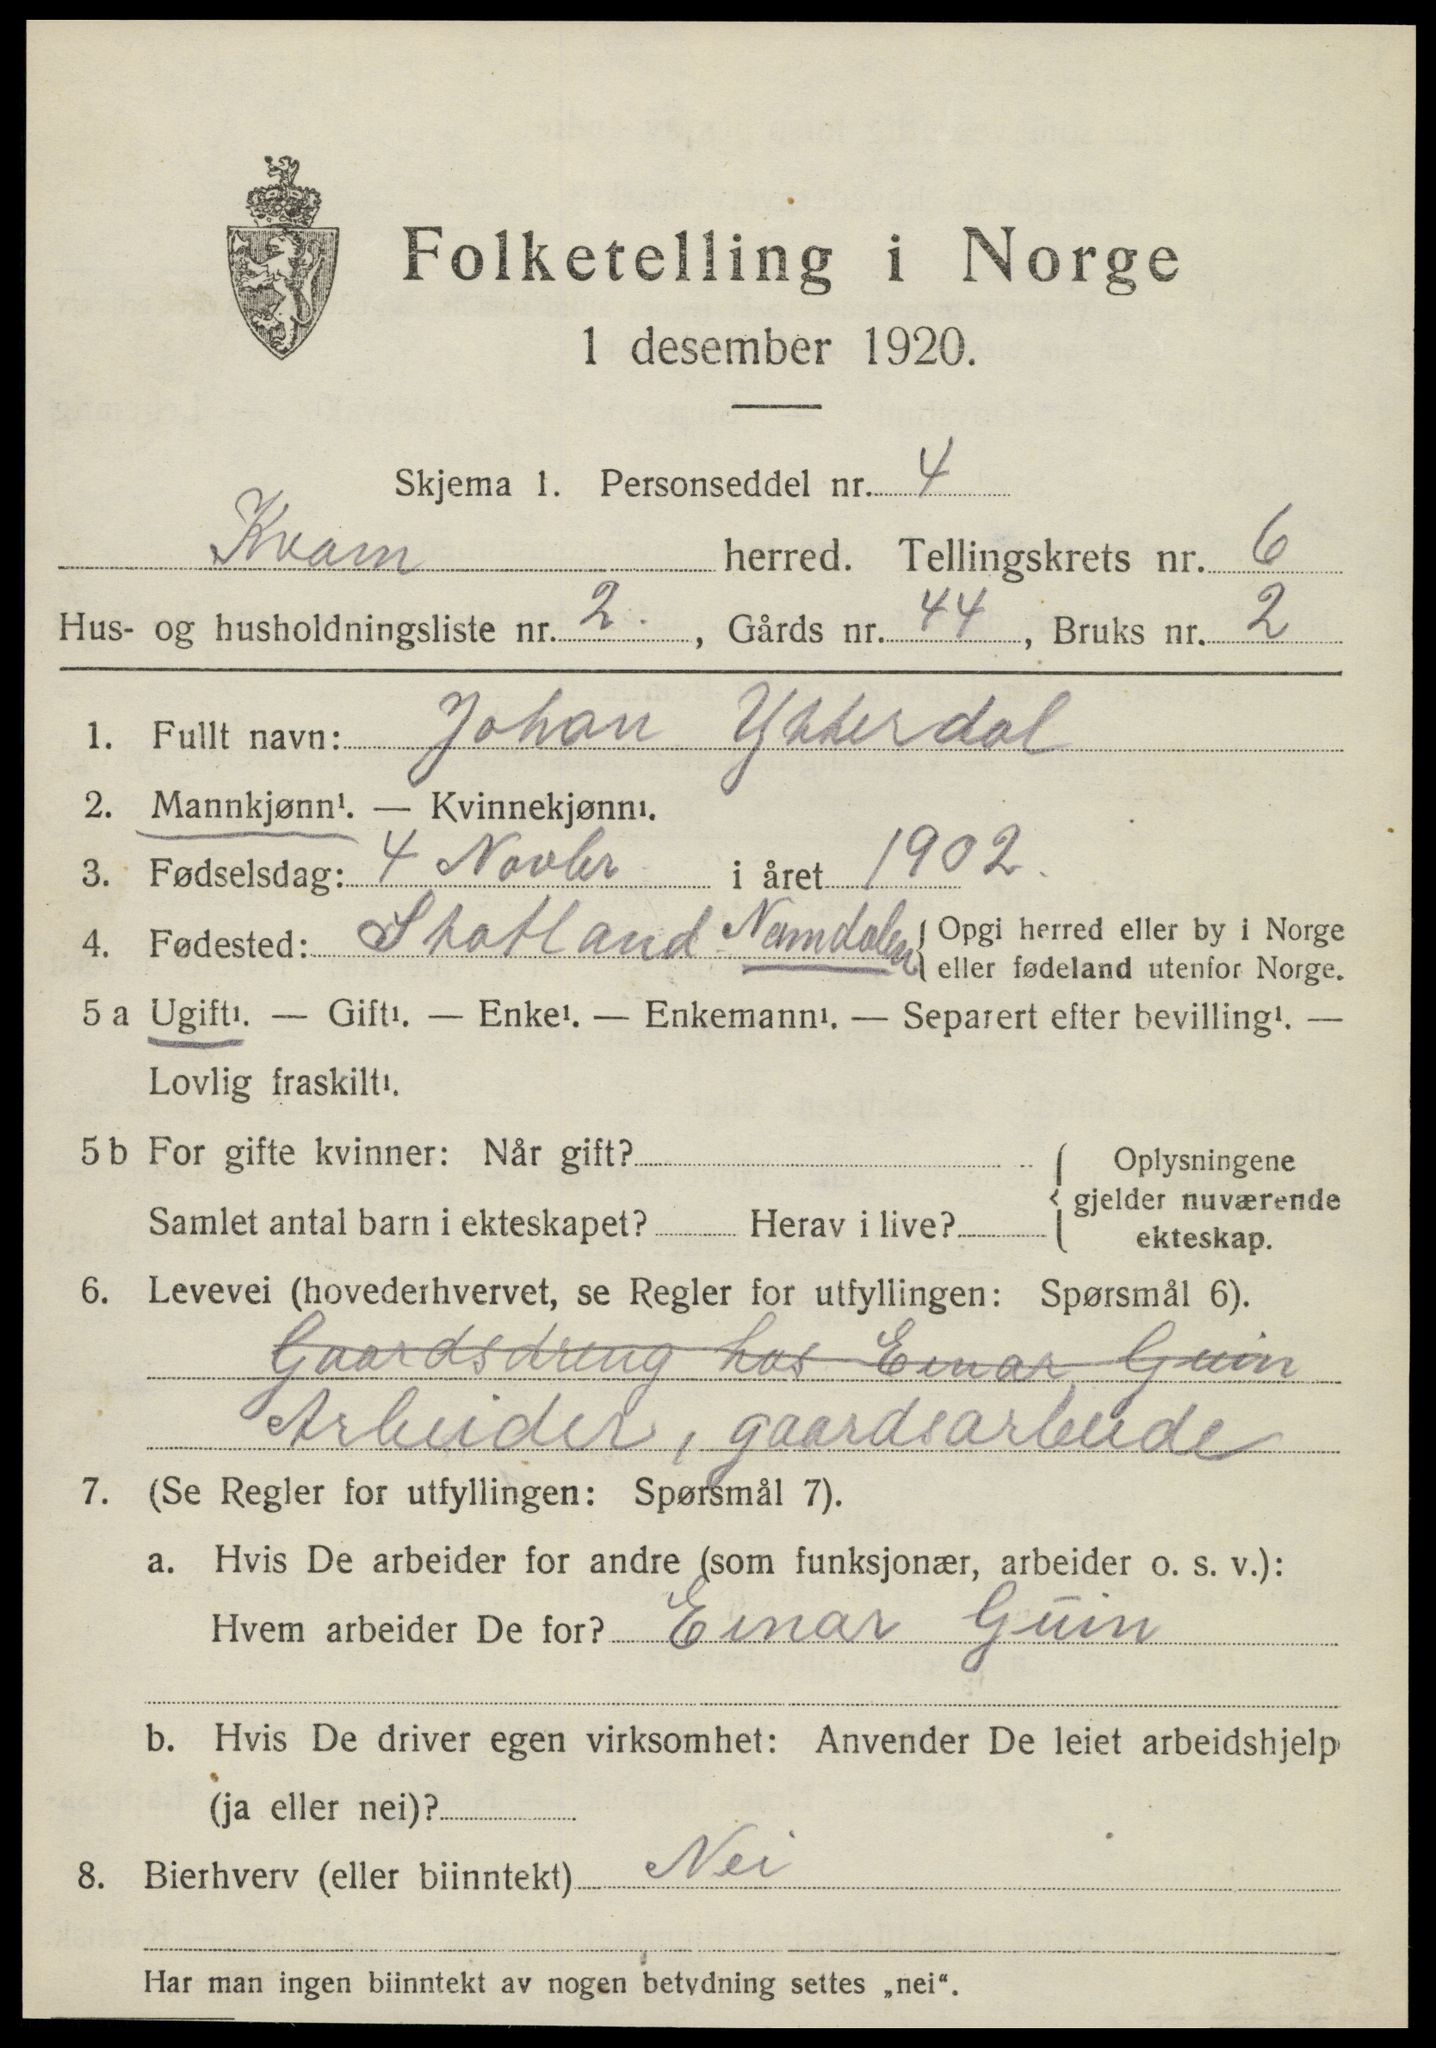 Folketelling i Norge
1 desember 1920.
Skjema 1. Personseddel nr. 4
Kvam herred. Tellingskrets nr. 6
Hus- og husholdningsliste nr. 2. , Gårds nr. 44 , Bruks nr. 2
1. Fullt navn: Johan Ytterdal
2. Mannkjønn¹. — Kvinnekjønn¹.
3. Fødselsdag: 4 Novbr i året 1902.
4. Fødested: Statland Namdalen { Opgi herred eller by i Norge
eller fødeland utenfor Norge.
5 a Ugift¹. — Gift¹. — Enke¹. — Enkemann¹. — Separert efter bevilling¹. —
Lovlig fraskilt¹.
5 b For gifte kvinner: Når gift? { Oplysningene
gjelder nuværende
Samlet antal barn i ekteskapet? Herav i live? ekteskap.
6. Levevei (hovederhvervet, se Regler for utfyllingen: Spørsmål 6).
Gaardsdreng hos Einar Guin
Arbeider, gaardsarbeide
7. (Se Regler for utfyllingen: Spørsmål 7).
a. Hvis De arbeider for andre (som funksjonær, arbeider o. s. v.):
Hvem arbeider De for? Einar Guin
b. Hvis De driver egen virksomhet: Anvender De leiet arbeidshjelp
(ja eller nei)?
8. Bierhverv (eller biinntekt) Nei
Har man ingen biinntekt av nogen betydning settes „nei“.